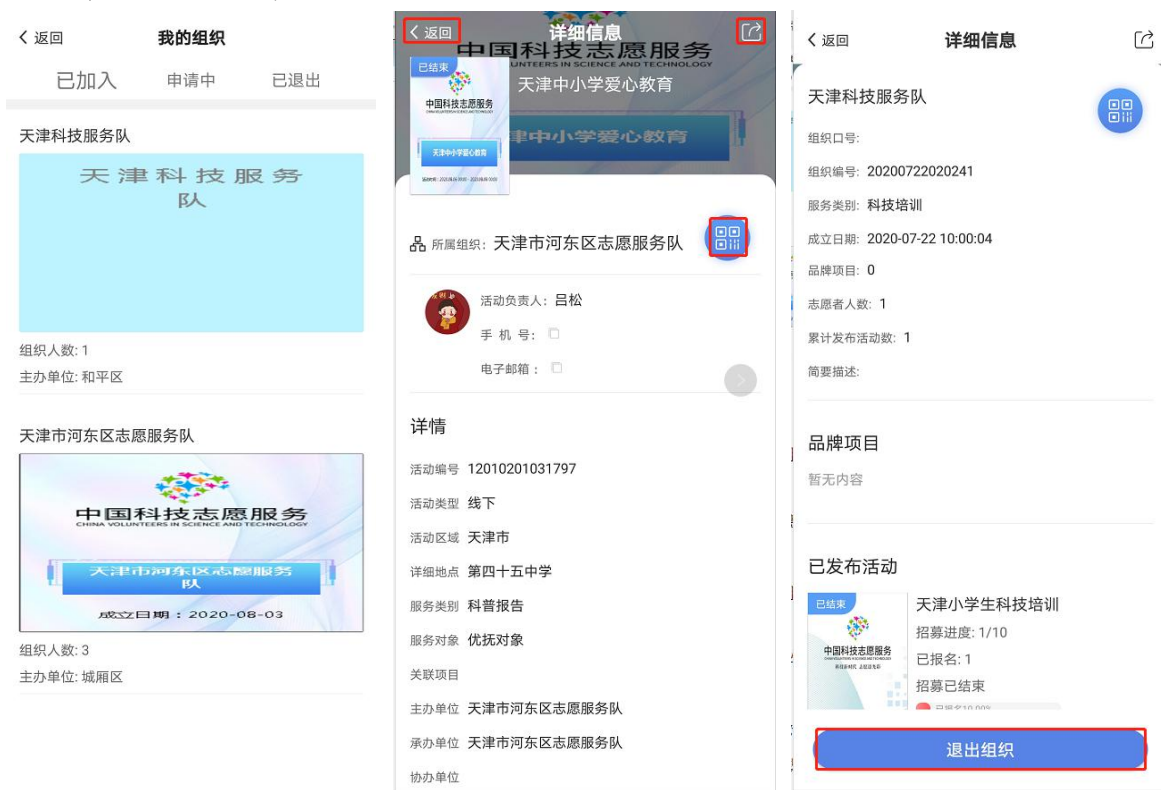 返回
我的组织
已加入
申请中
已退出
天津科技服务队
天津科技服务
队
组织人数: 1
主办单位: 和平区
天津市河东区志愿服务队
中国科技志愿服务
CHINA VOLUNTEERS IN SCIENCE AND TECHNOLOGY
天津市河东区志愿服务
队
成立日期：2020-08-03
组织人数: 3
主办单位: 城厢区
返回
详细信息
中国科技志愿服务
UNTEERS IN SCIENCE AND TECHNOLOGY
已结束
天津中小学爱心教育
中国科技志愿服务
津中小学爱心教育
天津中小学爱心教育
所属组织: 天津市河东区志愿服务队
活动负责人: 吕松
手 机 号:
电子邮箱：
详情
活动编号 12010201031797
活动类型 线下
活动区域 天津市
详细地点 第四十五中学
服务类别 科普报告
服务对象 优抚对象
关联项目
主办单位 天津市河东区志愿服务队
承办单位 天津市河东区志愿服务队
协办单位
返回
详细信息
天津科技服务队
组织口号:
组织编号: 20200722020241
服务类别: 科技培训
成立日期: 2020-07-22 10:00:04
品牌项目: 0
志愿者人数: 1
累计发布活动数: 1
简要描述:
品牌项目
暂无内容
已发布活动
已结束
中国科技志愿服务
天津小学生科技培训
招募进度: 1/10
已报名: 1
招募已结束
已报名10.00%
退出组织